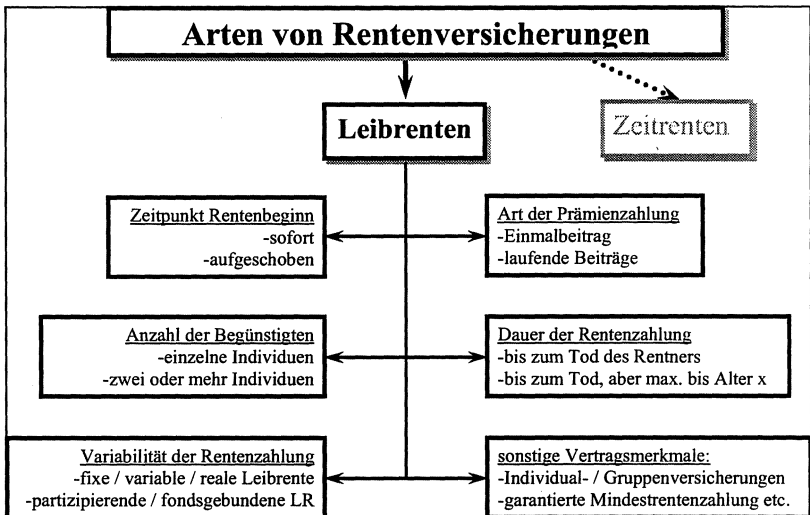 Arten von Rentenversicherungen
Leibrenten
Zeitrenten
Zeitpunkt Rentenbeginn
-sofort
-aufgeschoben
Art der Prämienzahlung
-Einmalbeitrag
-laufende Beiträge
Anzahl der Begünstigten
-einzelne Individuen
-zwei oder mehr Individuen
Dauer der Rentenzahlung
-bis zum Tod des Rentners
-bis zum Tod, aber max. bis Alter x
Variabilität der Rentenzahlung
-fixe / variable / reale Leibrente
-partizipierende / fondsgebundene LR
sonstige Vertragsmerkmale:
-Individual- / Gruppenversicherungen
-garantierte Mindestrentenzahlung etc.